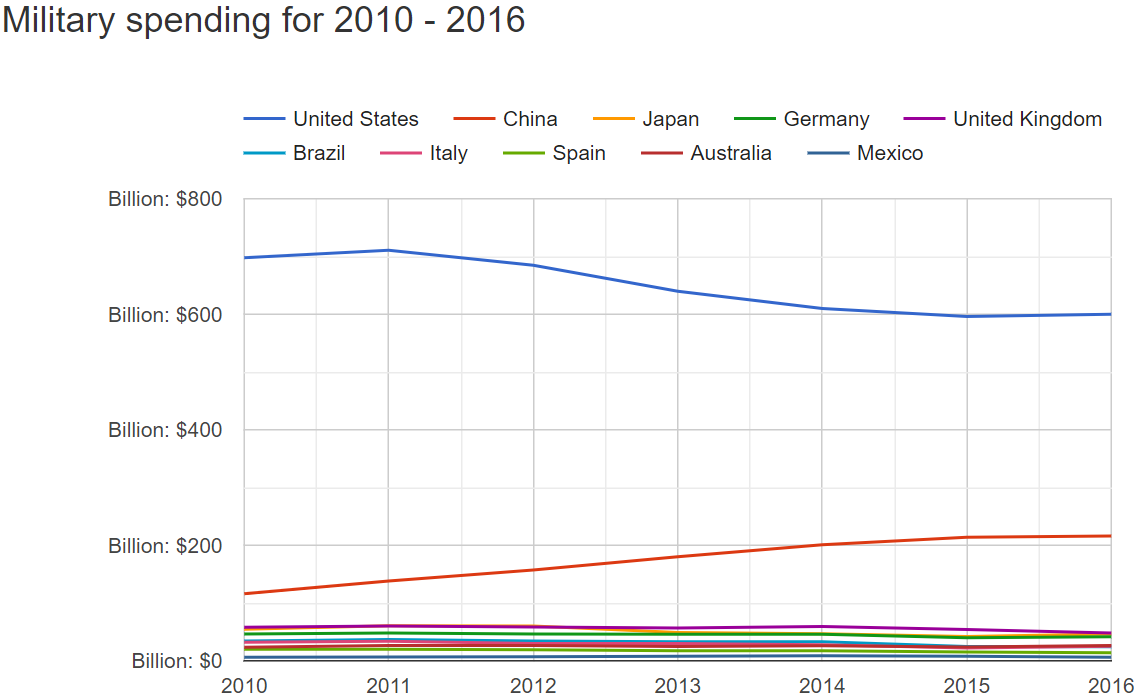 Military spending for 2010 - 2016
United States China Japan Germany United Kingdom
Brazil Italy Spain Australia Mexico
Billion: $800
Billion: $600
Billion: $400
Billion: $200
Billion: $0
2010 2011 2012 2013 2014 2015 2016